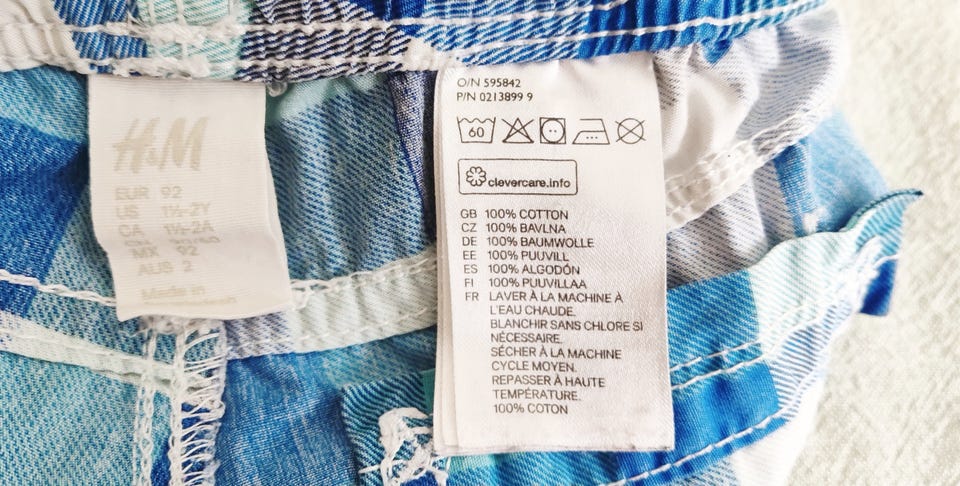 H&M
EUR 92
US 1½-2Y
CA 1½-2A
MX 92
AUS 2
Made in
O/N 595842
P/N 0213899 9
60
clevercare.info
GB 100% COTTON
CZ 100% BAVLNA
DE 100% BAUMWOLLE
EE 100% PUUVILL
ES 100% ALGODÓN
FI 100% PUUVILLAA
FR LAVER À LA MACHINE À
L'EAU CHAUDE.
BLANCHIR SANS CHLORE SI
NÉCESSAIRE.
SÉCHER À LA MACHINE
CYCLE MOYEN.
REPASSER À HAUTE
TEMPÉRATURE.
100% COTON